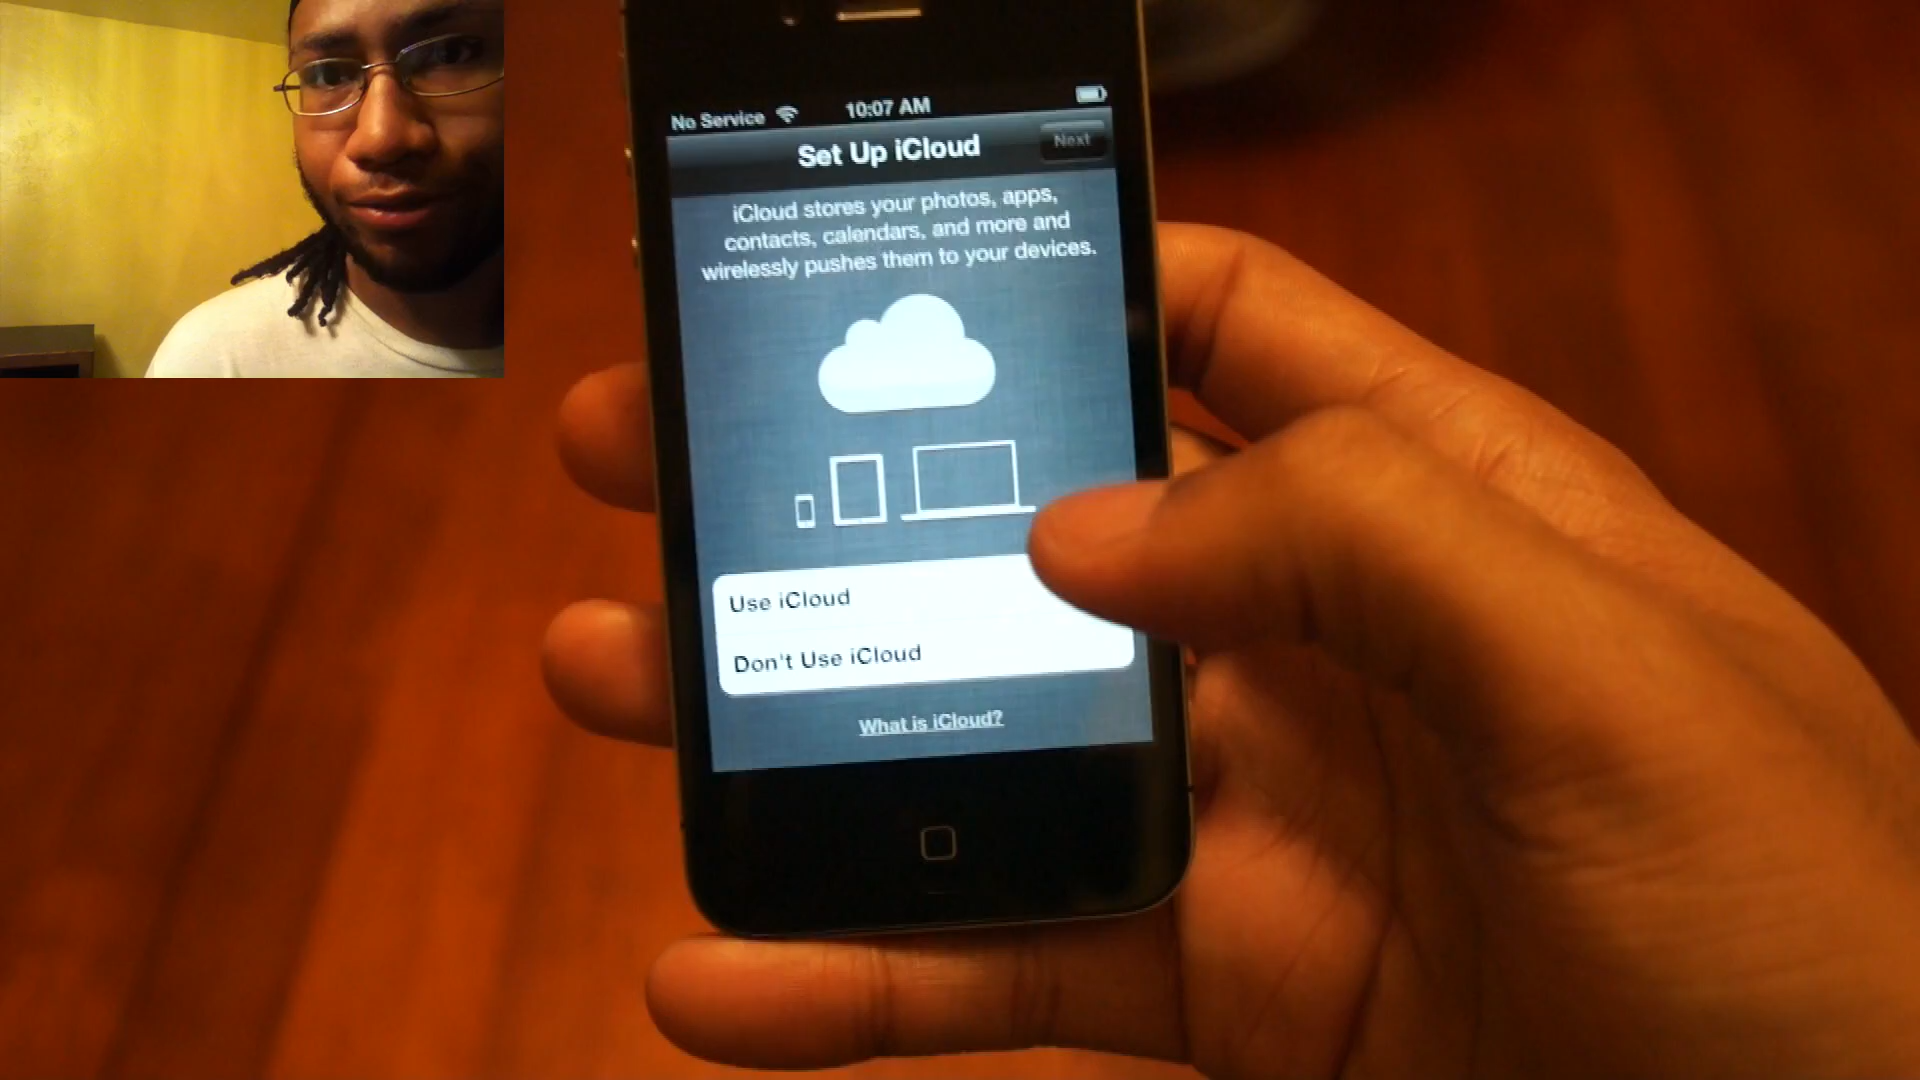 No Service 10:07 AM
Set Up iCloud Next
iCloud stores your photos, apps,
contacts, calendars, and more and
wirelessly pushes them to your devices.
Use iCloud
Don't Use iCloud
What is iCloud?